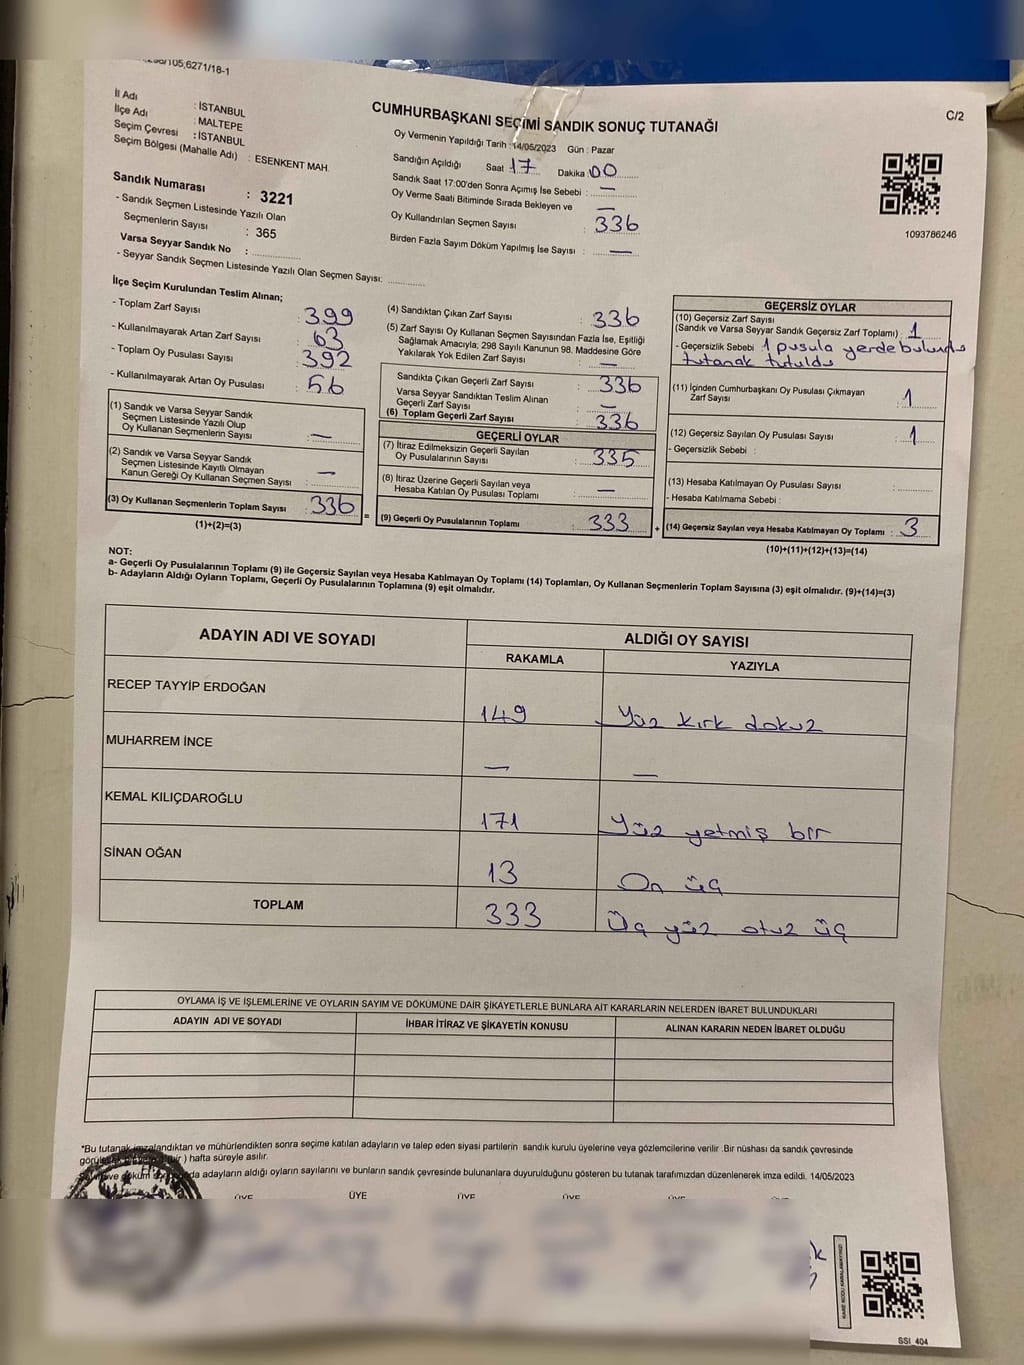 105,6271/18-1
C/2
İl Adı : İSTANBUL
İlçe Adı : MALTEPE
Seçim Çevresi : İSTANBUL
Seçim Bölgesi (Mahalle Adı) : ESENKENT MAH
Sandık Numarası : 3221
- Sandık Seçmen Listesinde Yazılı Olan
Seçmenlerin Sayısı : 365
Varsa Seyyar Sandık No :
- Seyyar Sandık Seçmen Listesinde Yazılı Olan Seçmen Sayısı:
CUMHURBAŞKANI SEÇİMİ SANDIK SONUÇ TUTANAĞI
Oy Vermenin Yapıldığı Tarih : 14/05/2023 Gün : Pazar
Sandığın Açıldığı Saat 17 Dakika : 00
Sandık Saat 17:00'den Sonra Açımış İse Sebebi : —
Oy Verme Saati Bitiminde Sırada Bekleyen ve —
Oy Kullandırılan Seçmen Sayısı : 336
Birden Fazla Sayım Döküm Yapılmış İse Sayısı : —
1093786246
İlçe Seçim Kurulundan Teslim Alınan;
- Toplam Zarf Sayısı : 399
- Kullanılmayarak Artan Zarf Sayısı : 63
- Toplam Oy Pusulası Sayısı : 392
- Kullanılmayarak Artan Oy Pusulası : 56
(1) Sandık ve Varsa Seyyar Sandık
Seçmen Listesinde Yazılı Olup
Oy Kullanan Seçmenlerin Sayısı : —
(2) Sandık ve Varsa Seyyar Sandık
Seçmen Listesinde Kayıtlı Olmayan
Kanun Gereği Oy Kullanan Seçmen Sayısı : —
(3) Oy Kullanan Seçmenlerin Toplam Sayısı : 336
(1)+(2)=(3)
(4) Sandıktan Çıkan Zarf Sayısı : 336
(5) Zarf Sayısı Oy Kullanan Seçmen Sayısından Fazla İse, Eşitliği
Sağlamak Amacıyla; 298 Sayılı Kanunun 98. Maddesine Göre
Yakılarak Yok Edilen Zarf Sayısı : —
Sandıkta Çıkan Geçerli Zarf Sayısı : 336
Varsa Seyyar Sandıktan Teslim Alınan
Geçerli Zarf Sayısı : —
(6) Toplam Geçerli Zarf Sayısı : 336
GEÇERLİ OYLAR
(7) İtiraz Edilmeksizin Geçerli Sayılan
Oy Pusulalarının Sayısı : 335
(8) İtiraz Üzerine Geçerli Sayılan veya
Hesaba Katılan Oy Pusulası Toplamı : —
= (9) Geçerli Oy Pusulalarının Toplamı : 333 +
GEÇERSİZ OYLAR
(10) Geçersiz Zarf Sayısı
(Sandık ve Varsa Seyyar Sandık Geçersiz Zarf Toplamı) : 1
- Geçersizlik Sebebi : 1 pusula yerde bulundu
tutanak tutuldu
(11) İçinden Cumhurbaşkanı Oy Pusulası Çıkmayan
Zarf Sayısı : 1
(12) Geçersiz Sayılan Oy Pusulası Sayısı : 1
- Geçersizlik Sebebi :
(13) Hesaba Katılmayan Oy Pusulası Sayısı :
- Hesaba Katılmama Sebebi :
(14) Geçersiz Sayılan veya Hesaba Katılmayan Oy Toplamı : 3
(10)+(11)+(12)+(13)=(14)
NOT:
a- Geçerli Oy Pusulalarının Toplamı (9) ile Geçersiz Sayılan veya Hesaba Katılmayan Oy Toplamı (14) Toplamları, Oy Kullanan Seçmenlerin Toplam Sayısına (3) eşit olmalıdır. (9)+(14)=(3)
b- Adayların Aldığı Oyların Toplamı, Geçerli Oy Pusulalarının Toplamına (9) eşit olmalıdır.
ADAYIN ADI VE SOYADI ALDIĞI OY SAYISI
RAKAMLA YAZIYLA
RECEP TAYYİP ERDOĞAN 149 Yüz kırk dokuz
MUHARREM İNCE — —
KEMAL KILIÇDAROĞLU 171 Yüz yetmiş bir
SİNAN OĞAN 13 On üç
TOPLAM 333 Üç yüz otuz üç
OYLAMA İŞ VE İŞLEMLERİNE VE OYLARIN SAYIM VE DÖKÜMÜNE DAİR ŞİKAYETLERLE BUNLARA AİT KARARLARIN NELERDEN İBARET BULUNDUKLARI
ADAYIN ADI VE SOYADI İHBAR İTİRAZ VE ŞİKAYETİN KONUSU ALINAN KARARIN NEDEN İBARET OLDUĞU
*Bu tutanak imzalandıktan ve mühürlendikten sonra seçime katılan adayların ve talep eden siyasi partilerin sandık kurulu üyelerine veya gözlemcilerine verilir .Bir nüshası da sandık çevresinde
) hafta süreyle asılır.
adayların aldığı oyların sayılarını ve bunların sandık çevresinde bulunanlara duyurulduğunu gösteren bu tutanak tarafımızdan düzenlenerek imza edildi. 14/05/2023
ÜYE ÜYE ÜYE ÜYE ÜYE ÜYE
KARE KODU KARALAMAYINIZ!
SSI_404